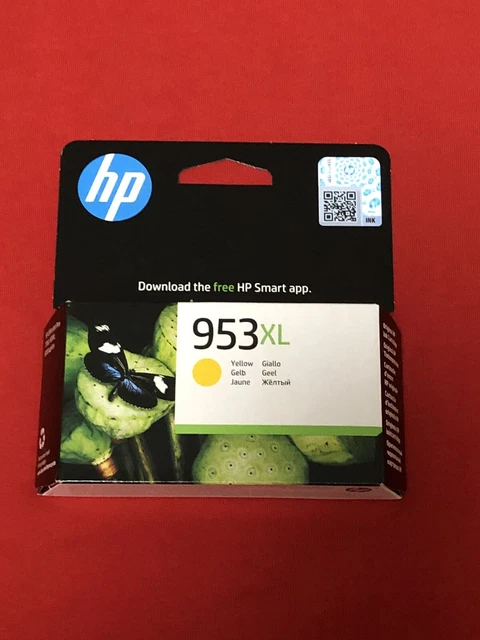 hp
INK
Download the free HP Smart app.
953XL
Yellow Giallo
Gelb Geel
Jaune Жёлтый